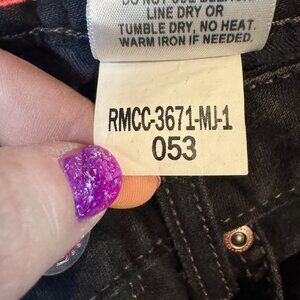 DO NOT USE BLEACH
LINE DRY OR
TUMBLE DRY, NO HEAT.
WARM IRON IF NEEDED.
RMCC-3671-MJ-1
053